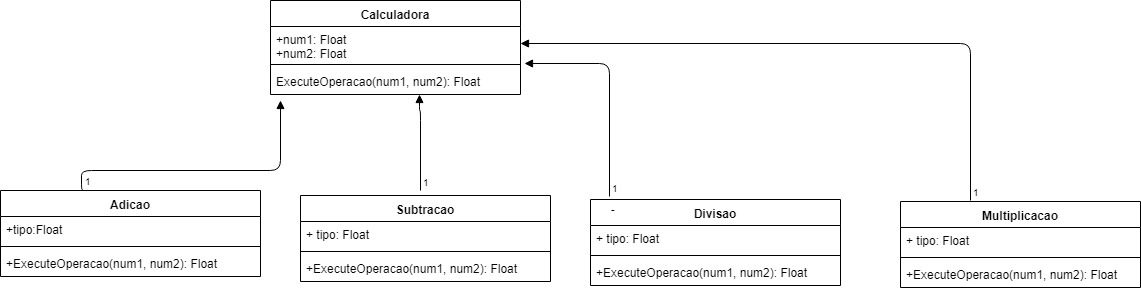 Calculadora
+num1: Float
+num2: Float
ExecuteOperacao(num1, num2): Float
1
Adicao
+tipo:Float
+ExecuteOperacao(num1, num2): Float
1
Subtracao
+ tipo: Float
+ExecuteOperacao(num1, num2): Float
1
-
Divisao
+ tipo: Float
+ExecuteOperacao(num1, num2): Float
1
Multiplicacao
+ tipo: Float
+ExecuteOperacao(num1, num2): Float